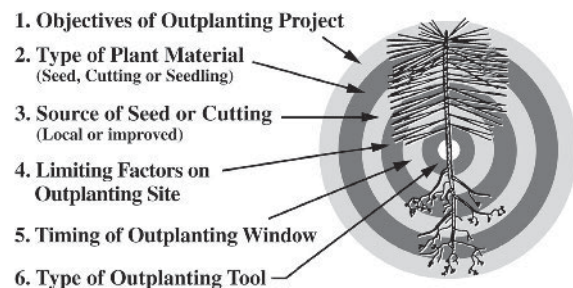 1. Objectives of Outplanting Project
2. Type of Plant Material
(Seed, Cutting or Seedling)
3. Source of Seed or Cutting
(Local or improved)
4. Limiting Factors on
Outplanting Site
5. Timing of Outplanting Window
6. Type of Outplanting Tool